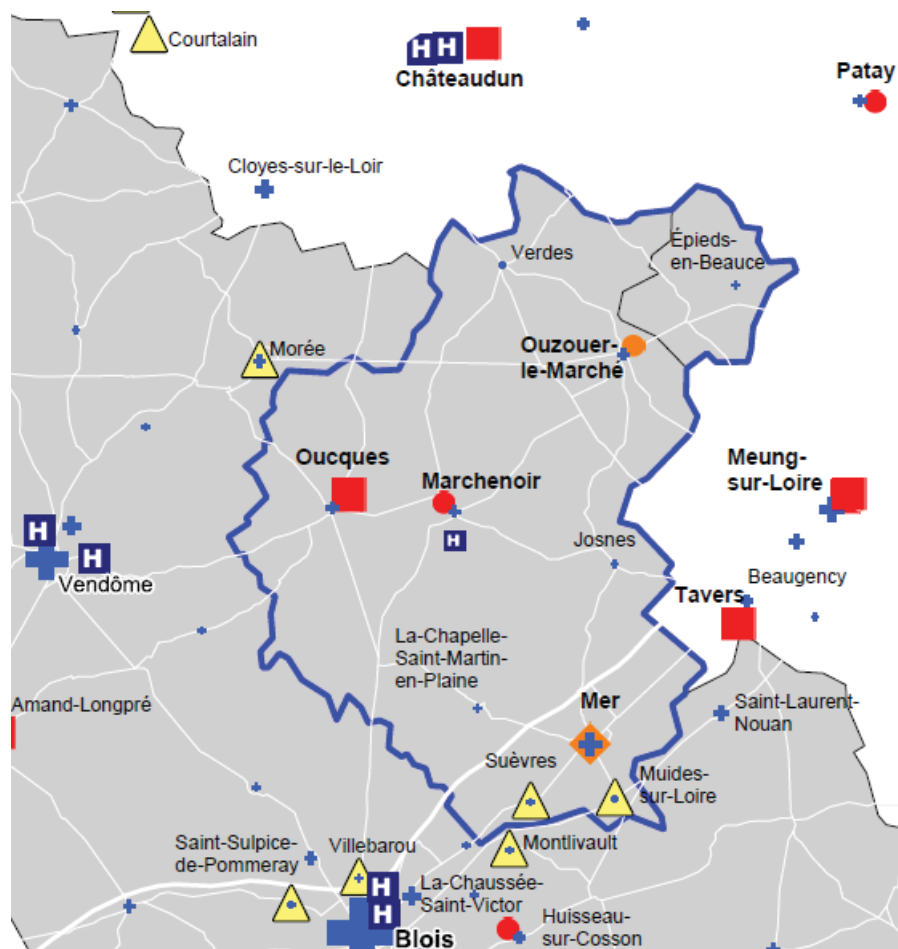 Courtalain
H H
Châteaudun
Patay
Cloyes-sur-le-Loir
Verdes
Épieds-
en-Beauce
Morée
Ouzouer-
le-Marché
Oucques
Marchenoir
Meung-
sur-Loire
H
H
H
Vendôme
Josnes
Beaugency
Tavers
La-Chapelle-
Saint-Martin-
en-Plaine
Amand-Longpré
Mer
Saint-Laurent-
Nouan
Suèvres
Muides-
sur-Loire
Saint-Sulpice-
de-Pommeray
Villebarou
Montlivault
H
H
La-Chaussée-
Saint-Victor
Blois
Huisseau-
sur-Cosson